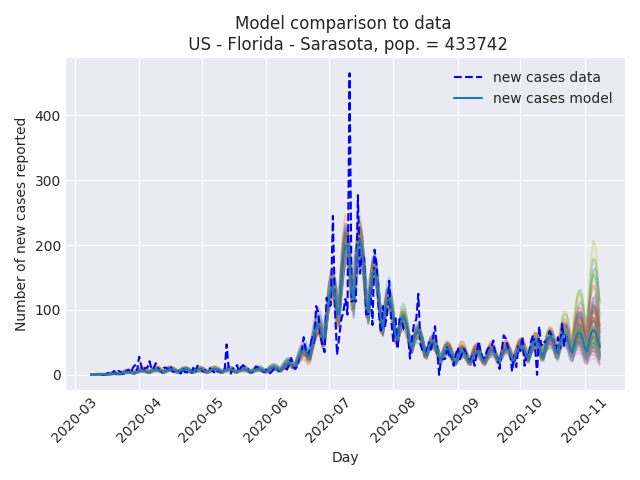 Model comparison to data
US - Florida - Sarasota, pop. = 433742
new cases data
new cases model
Number of new cases reported
400
300
200
100
0
2020-03
2020-04
2020-05
2020-06
2020-07
2020-08
2020-09
2020-10
2020-11
Day